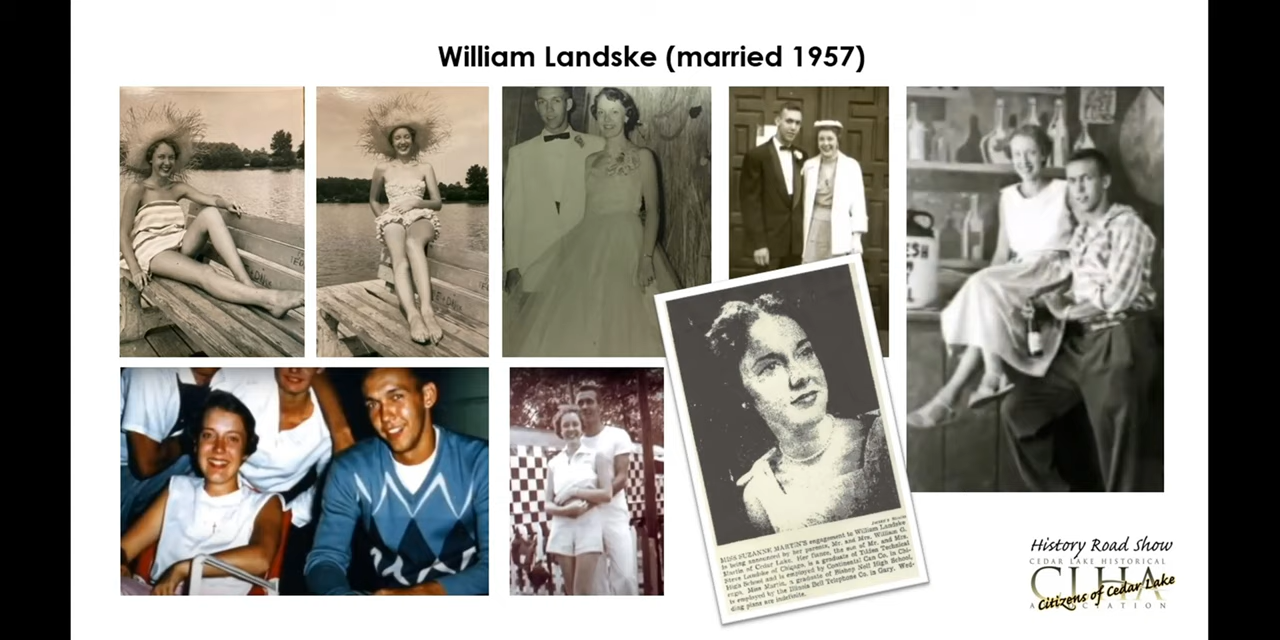 William Landske (married 1957)
MISS SUZANNE MARTIN'S engagement to William Landske
is being announced by her parents, Mr. and Mrs. William G.
Martin of Cedar Lake. Her fiance, the son of Mr. and Mrs.
Steve Landske of Chicago, is a graduate of Tilden Technical
High School and is employed by Continental Can Co. in Chi-
cago. Miss Martin, a graduate of Bishop Noll High School,
is employed by the Illinois Bell Telephone Co. in Gary. Wed-
ding plans are indefinite.
History Road Show
CEDAR LAKE HISTORICAL
CLHA
Citizens of Cedar Lake
ASSOCIATION